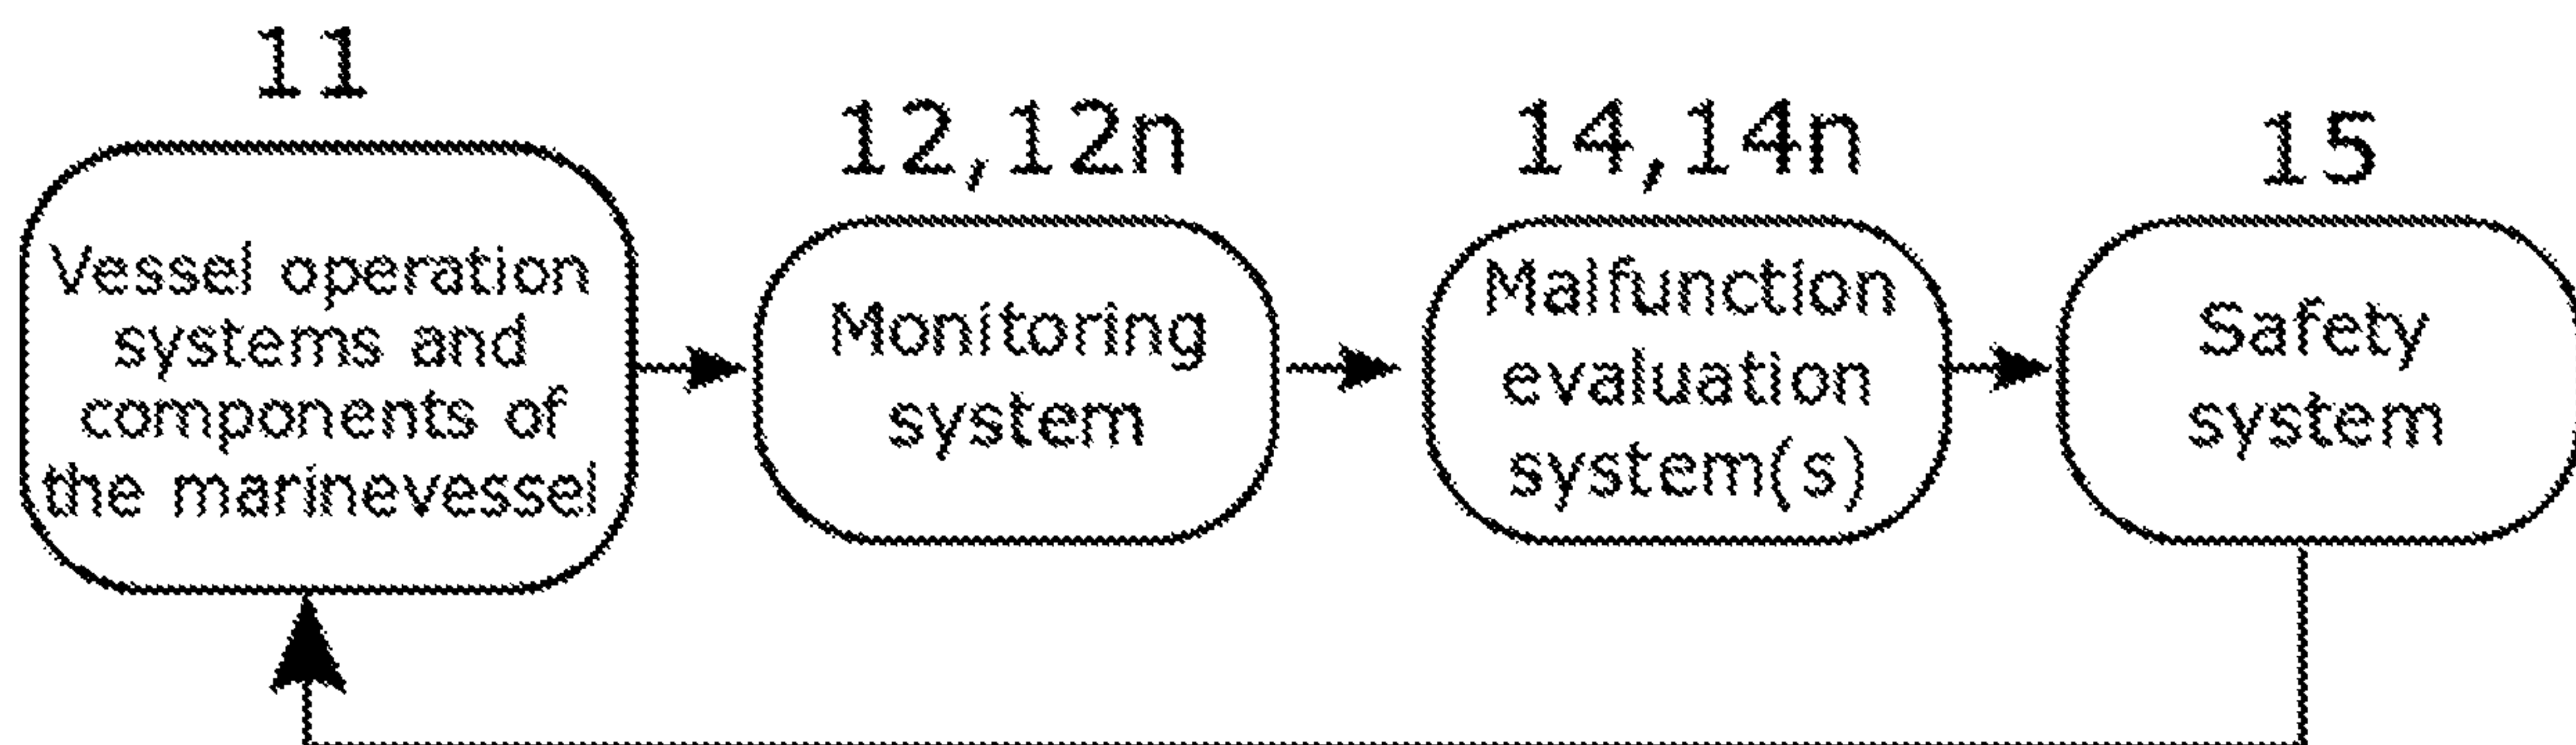 11
Vessel operation
systems and
components of
the marinevessel
12,12n
Monitoring
system
14,14n
Malfunction
evaluation
system(s)
15
Safety
system